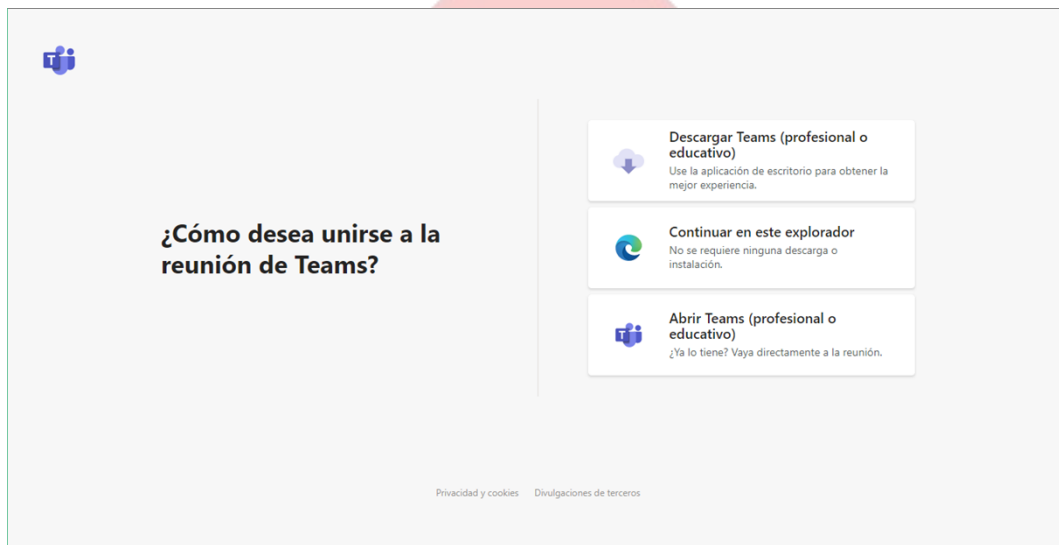 ¿Cómo desea unirse a la
reunión de Teams?
Descargar Teams (profesional o
educativo)
Use la aplicación de escritorio para obtener la
mejor experiencia.
Continuar en este explorador
No se requiere ninguna descarga o
instalación.
Abrir Teams (profesional o
educativo)
¿Ya lo tiene? Vaya directamente a la reunión.
Privacidad y cookies Divulgaciones de terceros